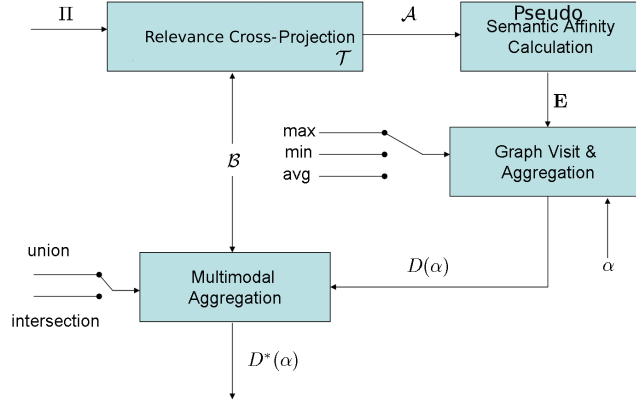 Π
Relevance Cross-Projection
𝒯
𝒜
Pseudo
Semantic Affinity
Calculation
E
max
min
avg
Graph Visit &
Aggregation
ℬ
α
union
intersection
Multimodal
Aggregation
D(α)
D*(α)